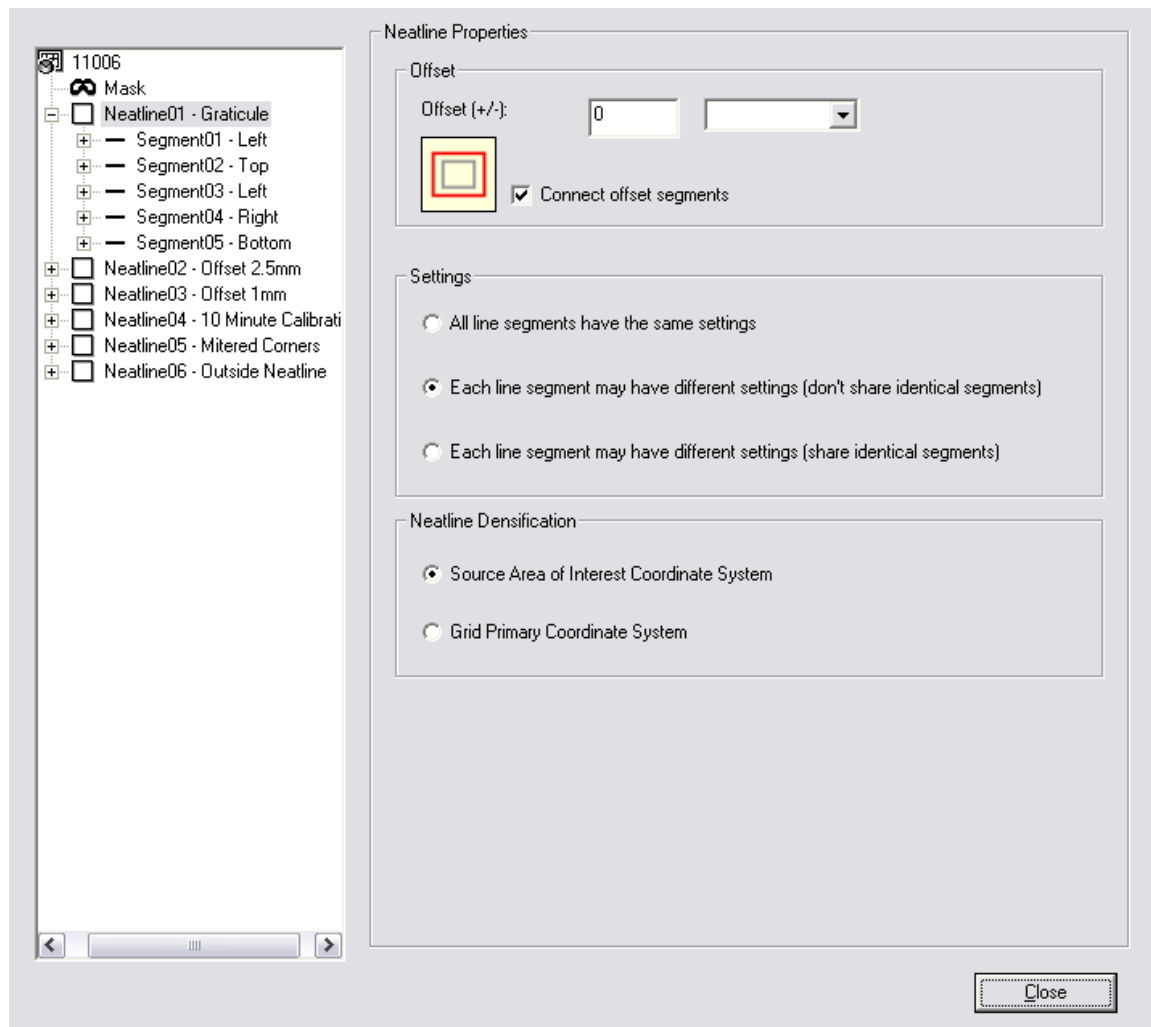 11006
Mask
Neatline01 - Graticule
Segment01 - Left
Segment02 - Top
Segment03 - Left
Segment04 - Right
Segment05 - Bottom
Neatline02 - Offset 2.5mm
Neatline03 - Offset 1mm
Neatline04 - 10 Minute Calibrati
Neatline05 - Mitered Corners
Neatline06 - Outside Neatline
Neatline Properties
Offset
Offset (+/-):
0
Connect offset segments
Settings
All line segments have the same settings
Each line segment may have different settings (don't share identical segments)
Each line segment may have different settings (share identical segments)
Neatline Densification
Source Area of Interest Coordinate System
Grid Primary Coordinate System
Close